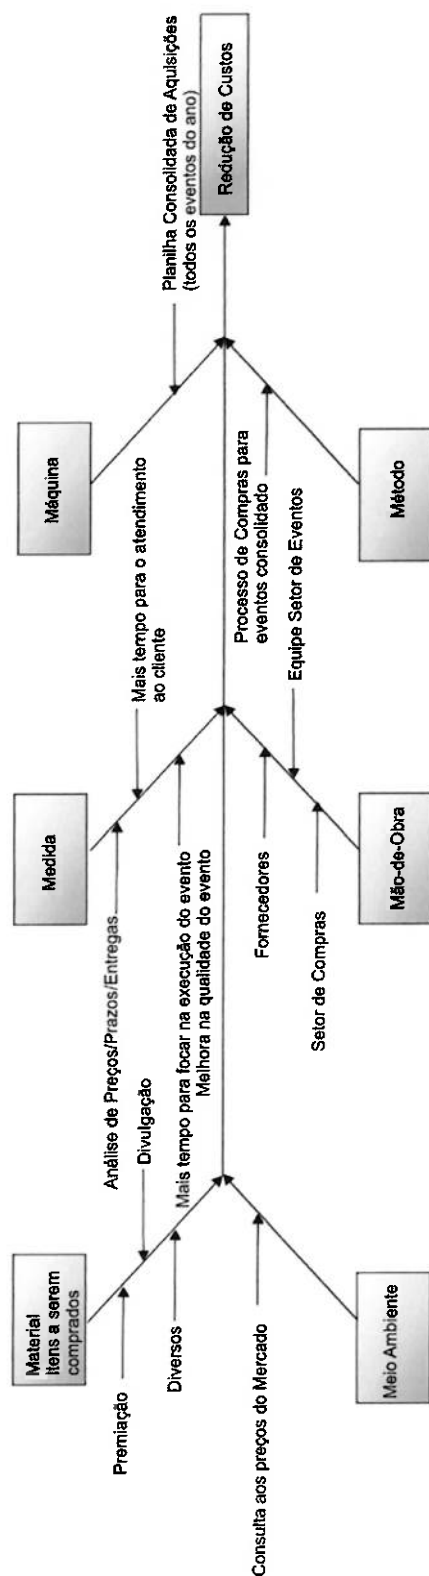 Material
Itens a serem
comprados
Premiação
Divulgação
Diversos
Medida
Análise de Preços/Prazos/Entregas
Mais tempo para o atendimento
ao cliente
Mais tempo para focar na execução do evento
Melhora na qualidade do evento
Máquina
Planilha Consolidada de Aquisições
(todos os eventos do ano)
Redução de Custos
Meio Ambiente
Consulta aos preços do Mercado
Mão-de-Obra
Fornecedores
Equipe Setor de Eventos
Setor de Compras
Método
Processo de Compras para
eventos consolidado